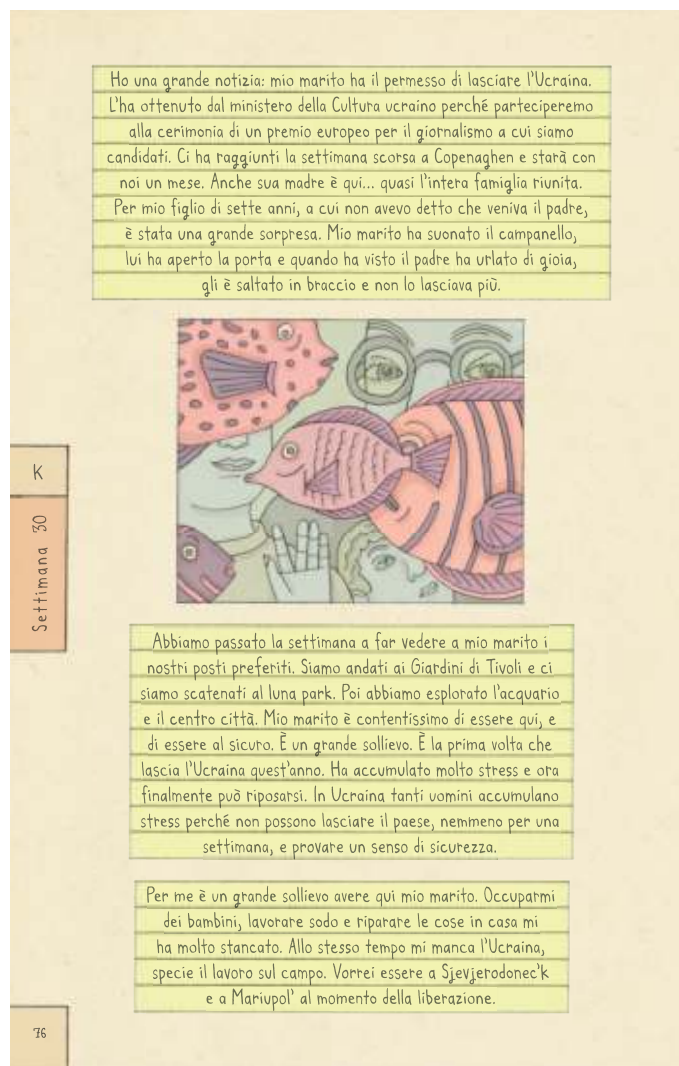 Ho una grande notizia: mio marito ha il permesso di lasciare l'Ucraina.
L'ha ottenuto dal ministero della Cultura ucraino perché parteciperemo
alla cerimonia di un premio europeo per il giornalismo a cui siamo
candidati. Ci ha raggiunti la settimana scorsa a Copenaghen e starà con
noi un mese. Anche sua madre è qui... quasi l'intera famiglia riunita.
Per mio figlio di sette anni, a cui non avevo detto che veniva il padre,
è stata una grande sorpresa. Mio marito ha suonato il campanello,
lui ha aperto la porta e quando ha visto il padre ha urlato di gioia,
gli è saltato in braccio e non lo lasciava più.
K
Settimana 30
Abbiamo passato la settimana a far vedere a mio marito i
nostri posti preferiti. Siamo andati ai Giardini di Tivoli e ci
siamo scatenati al luna park. Poi abbiamo esplorato l'acquario
e il centro città. Mio marito è contentissimo di essere qui, e
di essere al sicuro. È un grande sollievo. È la prima volta che
lascia l'Ucraina quest'anno. Ha accumulato molto stress e ora
finalmente può riposarsi. In Ucraina tanti uomini accumulano
stress perché non possono lasciare il paese, nemmeno per una
settimana, e provare un senso di sicurezza.
Per me è un grande sollievo avere qui mio marito. Occuparmi
dei bambini, lavorare sodo e riparare le cose in casa mi
ha molto stancato. Allo stesso tempo mi manca l'Ucraina,
specie il lavoro sul campo. Vorrei essere a Sjevjerodonec'k
e a Mariupol' al momento della liberazione.
76